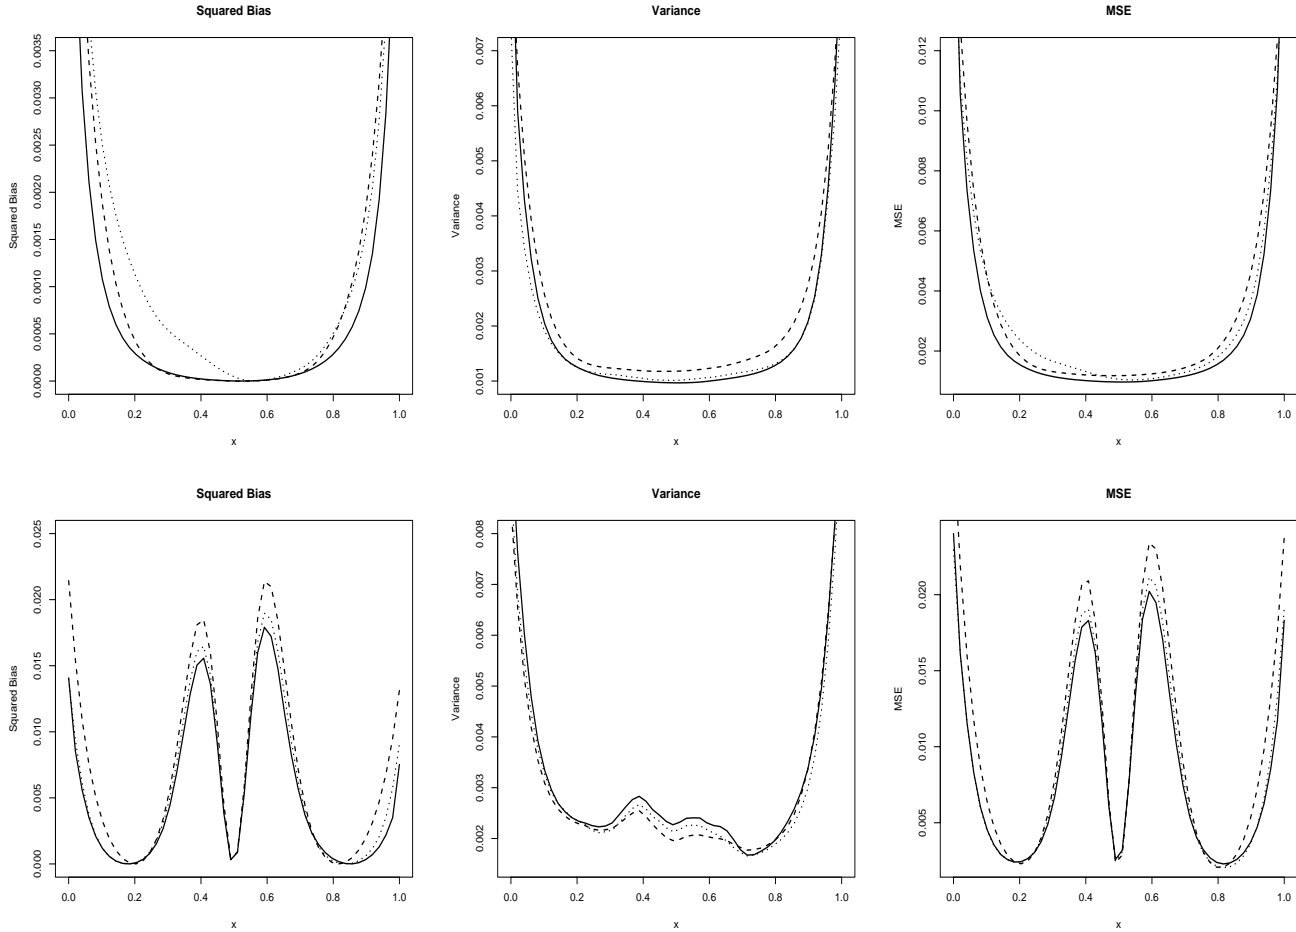 Squared Bias
Squared Bias
0.0000 0.0005 0.0010 0.0015 0.0020 0.0025 0.0030 0.0035
0.0 0.2 0.4 0.6 0.8 1.0
x
Variance
Variance
0.001 0.002 0.003 0.004 0.005 0.006 0.007
0.0 0.2 0.4 0.6 0.8 1.0
x
MSE
MSE
0.002 0.004 0.006 0.008 0.010 0.012
0.0 0.2 0.4 0.6 0.8 1.0
x
Squared Bias
Squared Bias
0.000 0.005 0.010 0.015 0.020 0.025
0.0 0.2 0.4 0.6 0.8 1.0
x
Variance
Variance
0.002 0.003 0.004 0.005 0.006 0.007 0.008
0.0 0.2 0.4 0.6 0.8 1.0
x
MSE
MSE
0.005 0.010 0.015 0.020
0.0 0.2 0.4 0.6 0.8 1.0
x